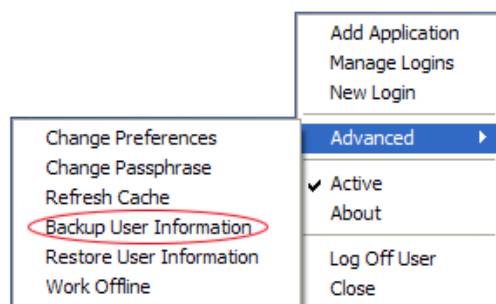 Add Application
Manage Logins
New Login
Advanced
Active
About
Log Off User
Close
Change Preferences
Change Passphrase
Refresh Cache
Backup User Information
Restore User Information
Work Offline